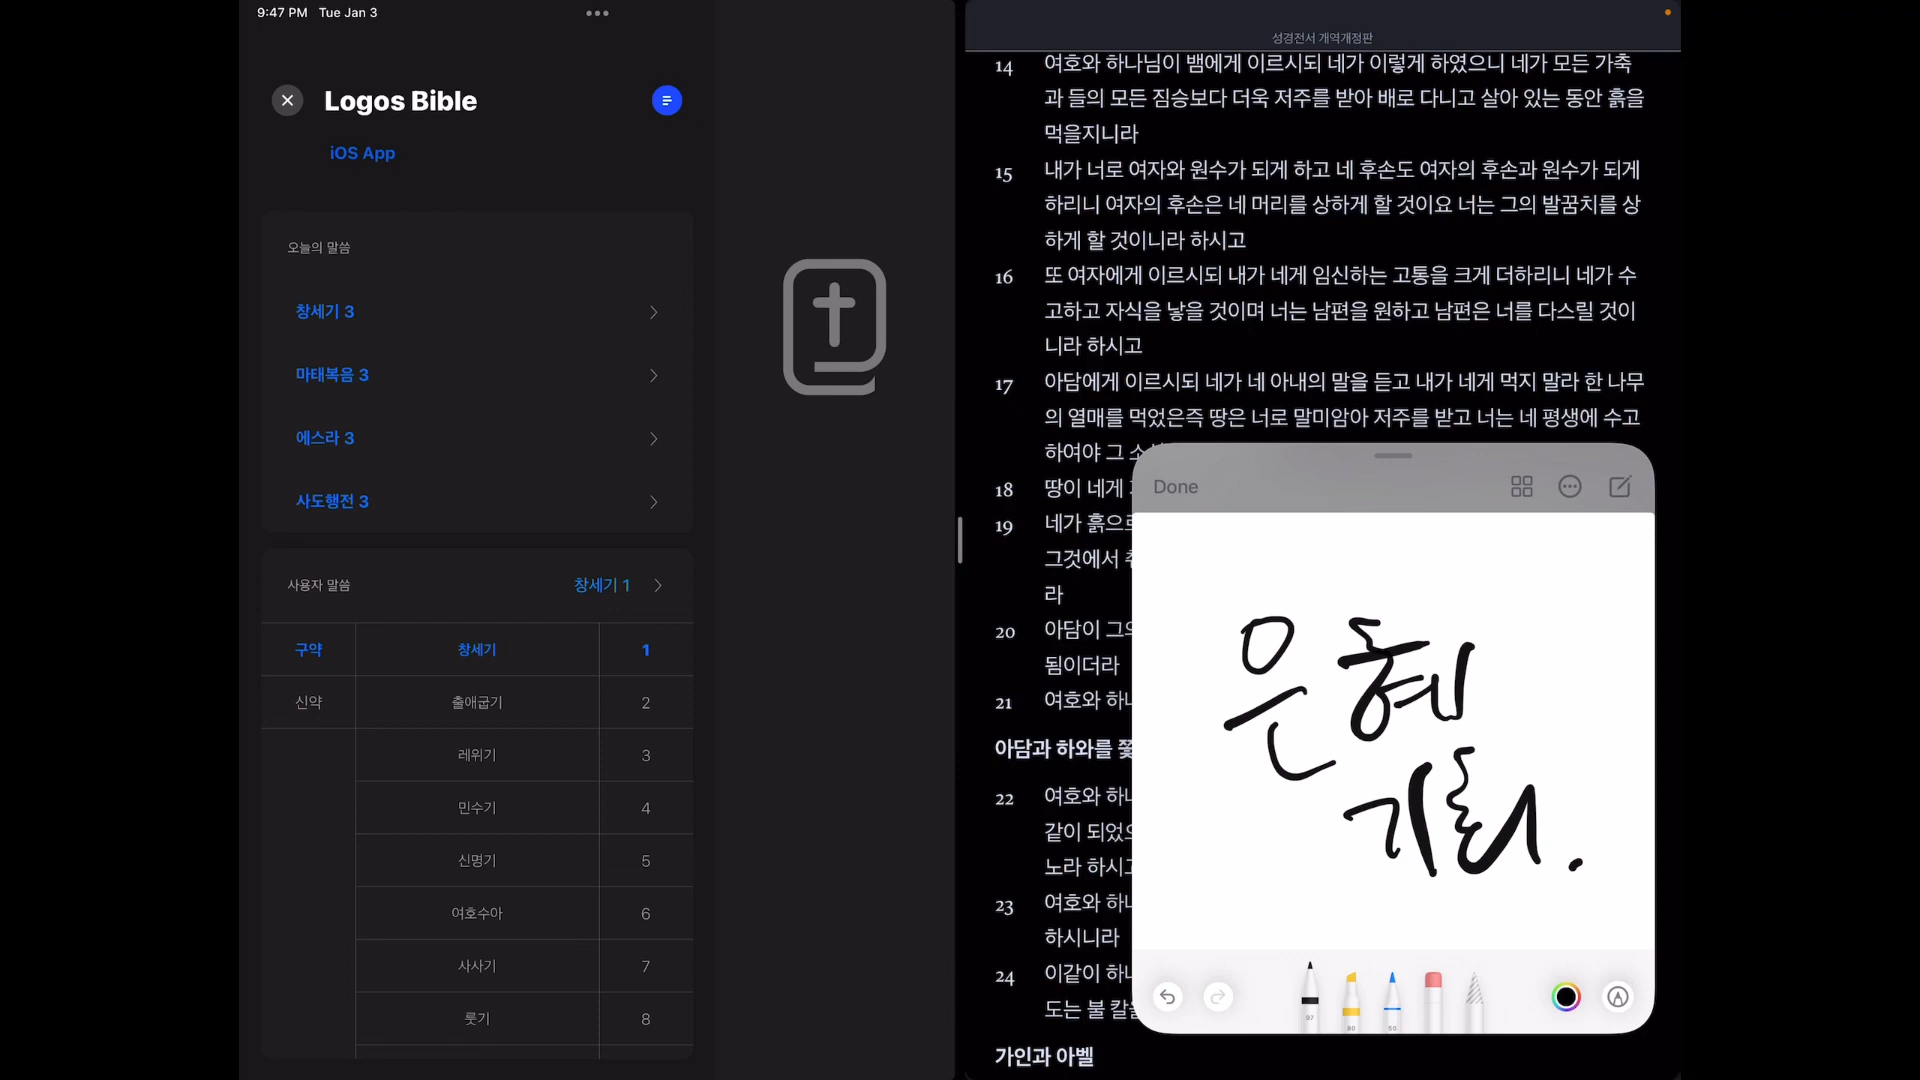 9:47 PM Tue Jan 3
Logos Bible
iOS App
오늘의 말씀
창세기 3
마태복음 3
에스라 3
사도행전 3
사용자 말씀 창세기 1
구약 창세기 1
신약 출애굽기 2
레위기 3
민수기 4
신명기 5
여호수아 6
사사기 7
룻기 8
성경전서 개역개정판
14 여호와 하나님이 뱀에게 이르시되 네가 이렇게 하였으니 네가 모든 가축
과 들의 모든 짐승보다 더욱 저주를 받아 배로 다니고 살아 있는 동안 흙을
먹을지니라
15 내가 너로 여자와 원수가 되게 하고 네 후손도 여자의 후손과 원수가 되게
하리니 여자의 후손은 네 머리를 상하게 할 것이요 너는 그의 발꿈치를 상
하게 할 것이니라 하시고
16 또 여자에게 이르시되 내가 네게 임신하는 고통을 크게 더하리니 네가 수
고하고 자식을 낳을 것이며 너는 남편을 원하고 남편은 너를 다스릴 것이
니라 하시고
17 아담에게 이르시되 네가 네 아내의 말을 듣고 내가 네게 먹지 말라 한 나무
의 열매를 먹었은즉 땅은 너로 말미암아 저주를 받고 너는 네 평생에 수고
하여야 그
18 땅이 네게
19 네가 흙으로
그것에서
라
20 아담이 그의
됨이더라
21 여호와
아담과 하와를
22 여호와
같이 되었으
노라 하시고
23 여호와
하시니라
24 이같이
도는 불 칼을
가인과 아벨
Done
은혜
97
80
50